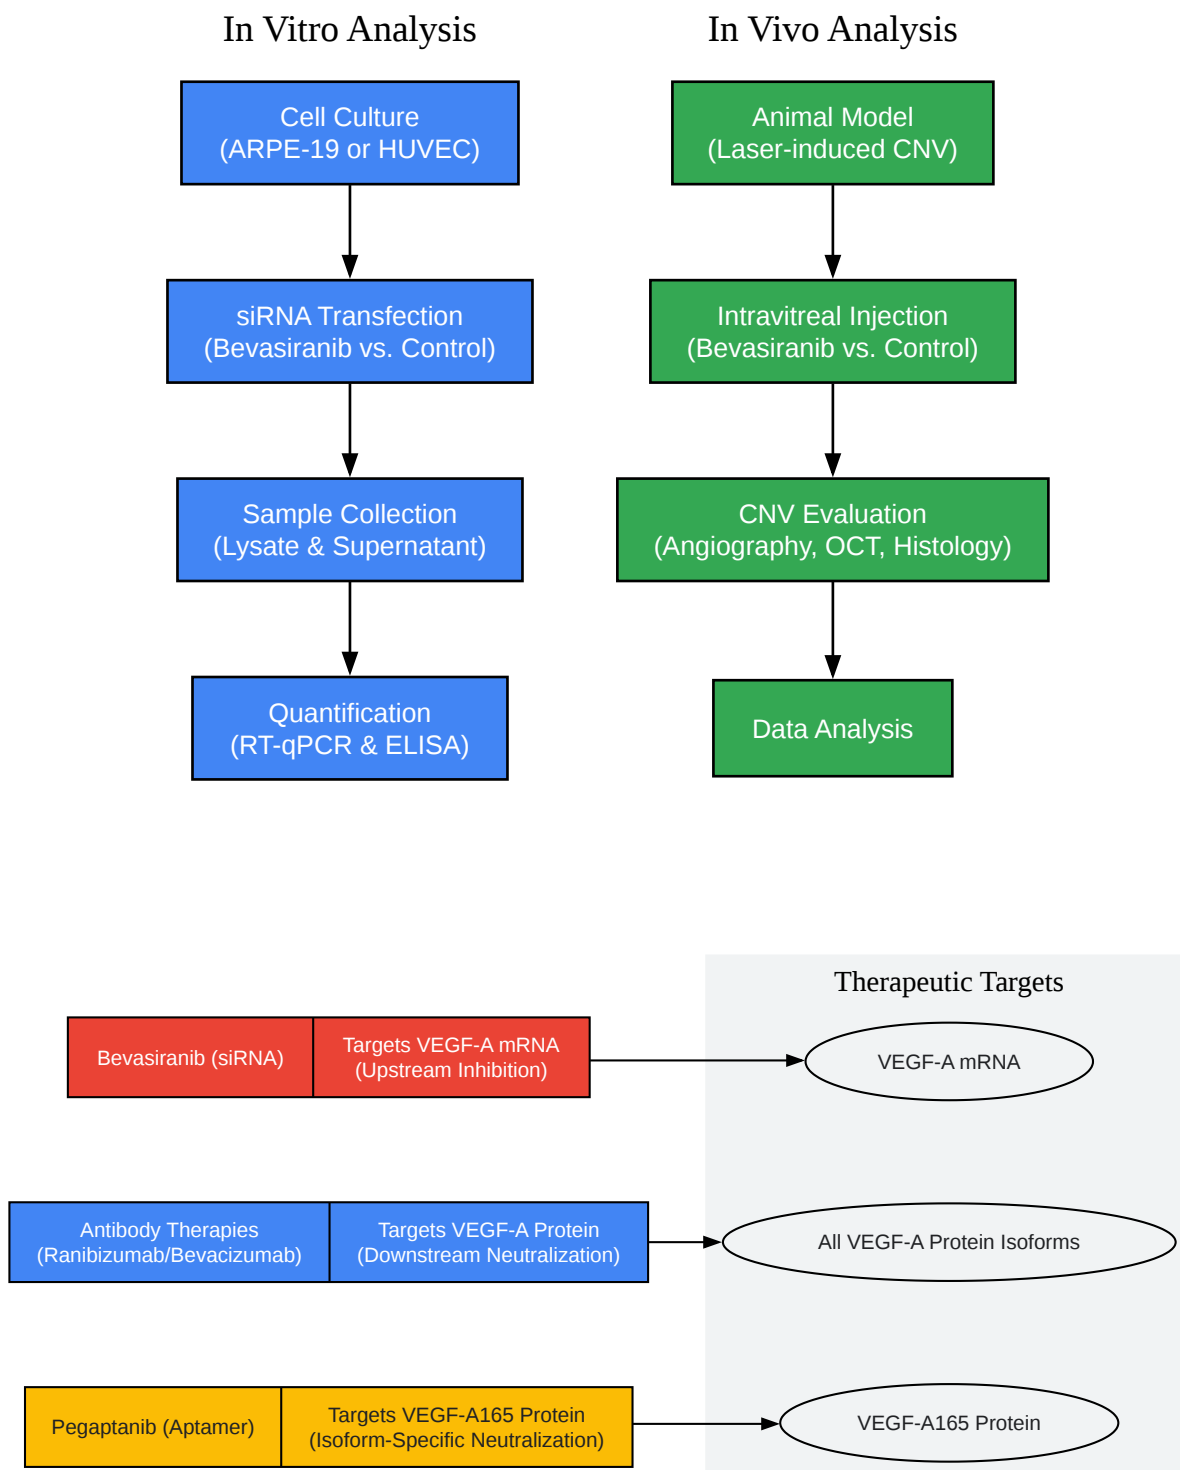 In Vitro Analysis
Cell Culture
(ARPE-19 or HUVEC)
siRNA Transfection
(Bevasiranib vs. Control)
Sample Collection
(Lysate & Supernatant)
Quantification
(RT-qPCR & ELISA)
In Vivo Analysis
Animal Model
(Laser-induced CNV)
Intravitreal Injection
(Bevasiranib vs. Control)
CNV Evaluation
(Angiography, OCT, Histology)
Data Analysis
Therapeutic Targets
Bevasiranib (siRNA)
Targets VEGF-A mRNA
(Upstream Inhibition)
VEGF-A mRNA
Antibody Therapies
(Ranibizumab/Bevacizumab)
Targets VEGF-A Protein
(Downstream Neutralization)
All VEGF-A Protein Isoforms
Pegaptanib (Aptamer)
Targets VEGF-A165 Protein
(Isoform-Specific Neutralization)
VEGF-A165 Protein